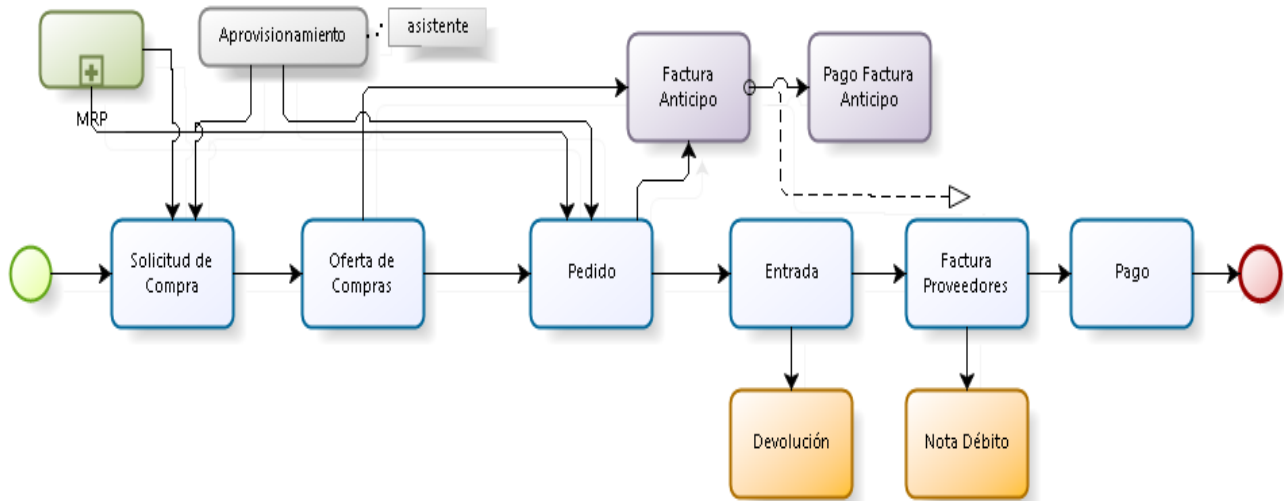 Aprovisionamiento
asistente
MRP
Factura
Anticipo
Pago Factura
Anticipo
Solicitud de
Compra
Oferta de
Compras
Pedido
Entrada
Factura
Proveedores
Pago
Devolución
Nota Débito